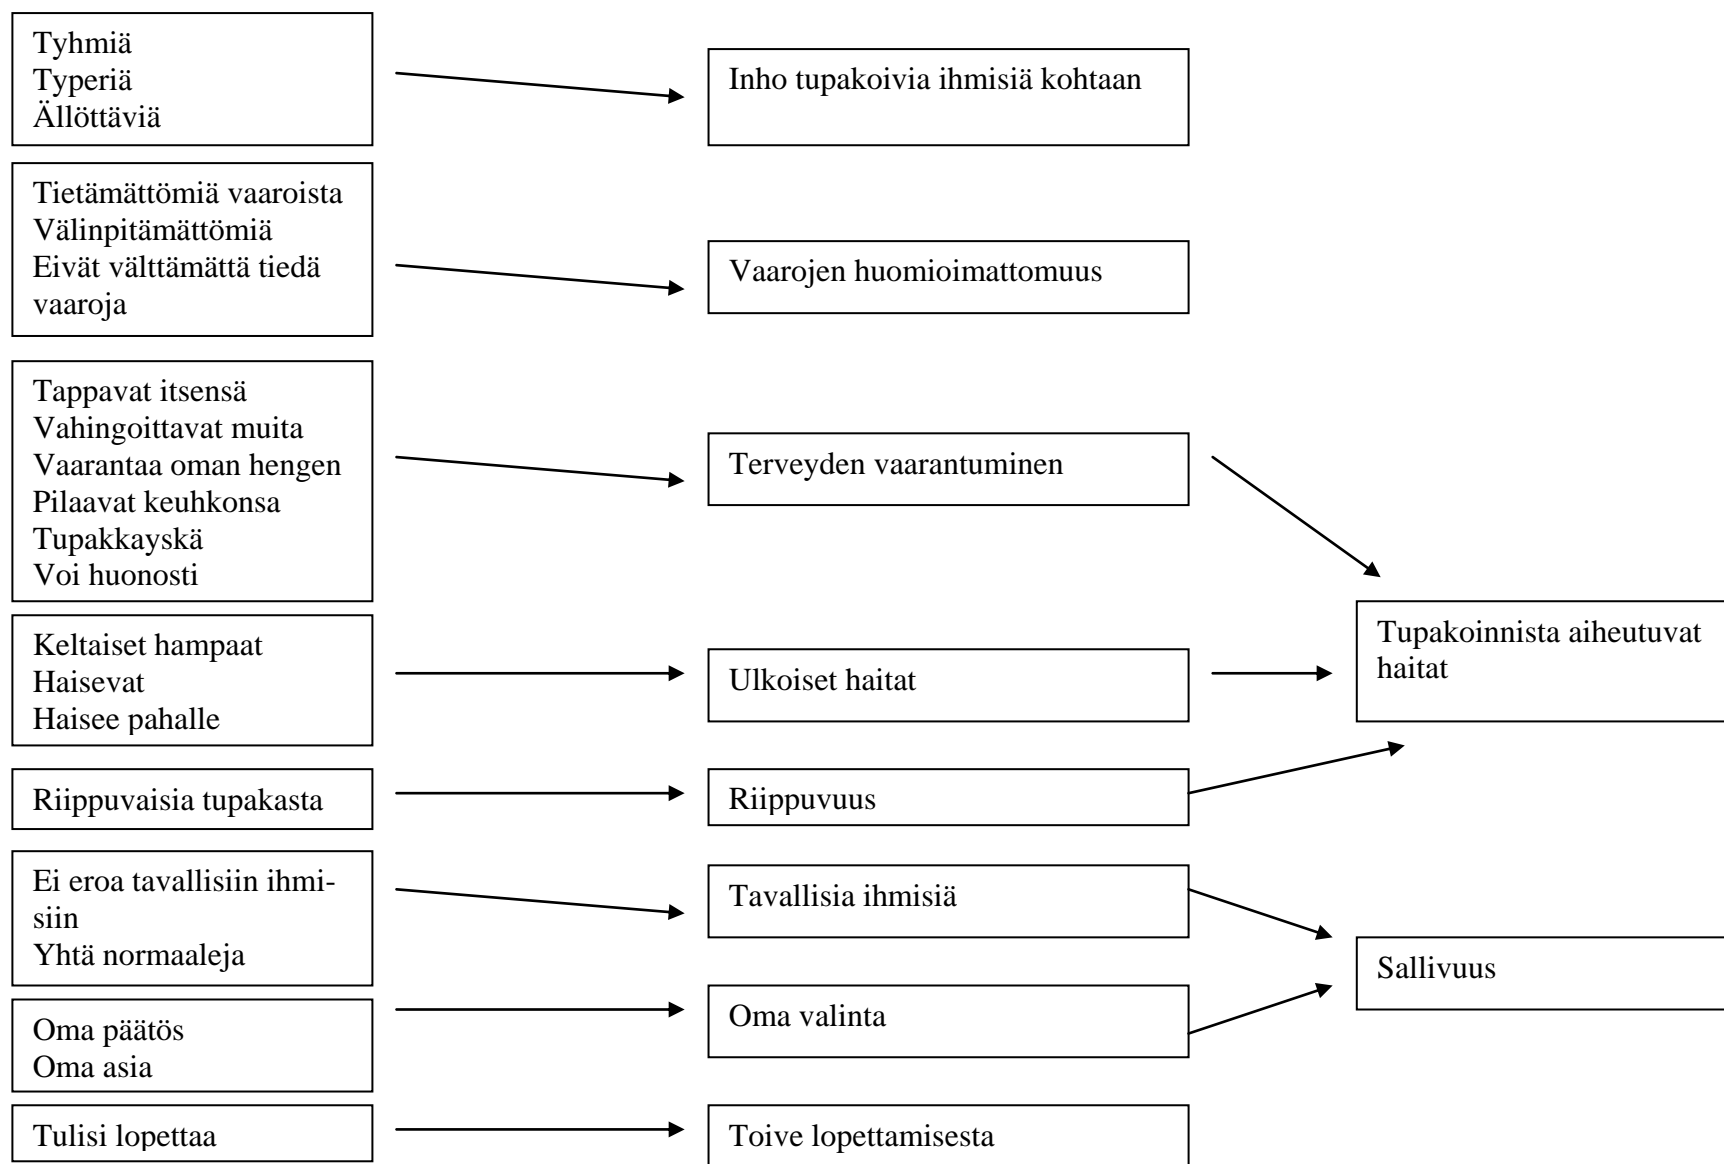 Tyhmiä
Typeriä
Ällöttäviä
Inho tupakoivia ihmisiä kohtaan
Tietämättömiä vaaroista
Välinpitämättömiä
Eivät välttämättä tiedä
vaaroja
Vaarojen huomioimattomuus
Tappavat itsensä
Vahingoittavat muita
Vaarantaa oman hengen
Pilaavat keuhkonsa
Tupakkayskä
Voi huonosti
Terveyden vaarantuminen
Keltaiset hampaat
Haisevat
Haisee pahalle
Ulkoiset haitat
Tupakoinnista aiheutuvat
haitat
Riippuvaisia tupakasta
Riippuvuus
Ei eroa tavallisiin ihmi-
siin
Yhtä normaaleja
Tavallisia ihmisiä
Sallivuus
Oma päätös
Oma asia
Oma valinta
Tulisi lopettaa
Toive lopettamisesta